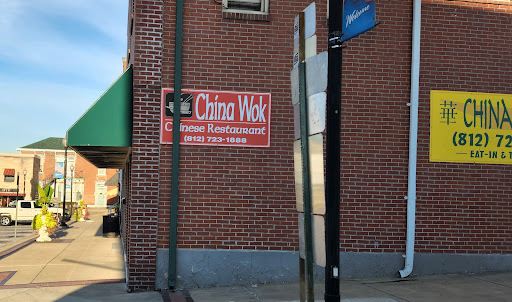 Welcome
China Wok
Chinese Restaurant
(812) 723-1888
華 CHINA
(812) 72
EAT-IN & T